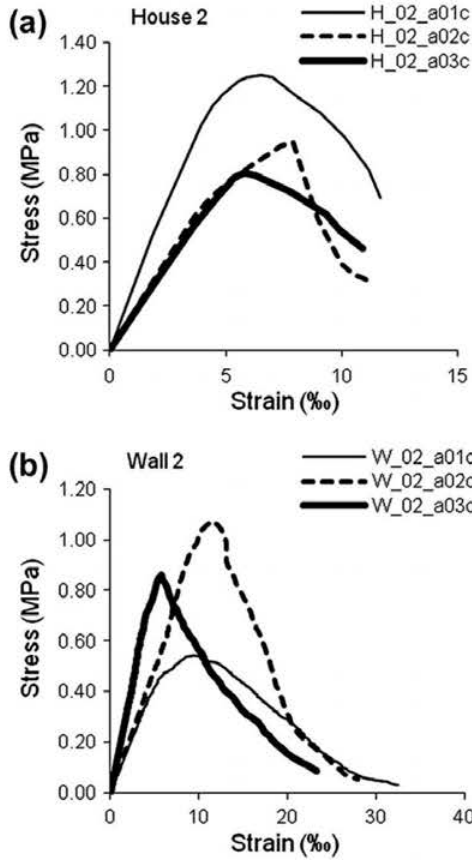 (a)
House 2
H_02_a01c
H_02_a02c
H_02_a03c
1.40
1.20
1.00
0.80
0.60
0.40
0.20
0.00
Stress (MPa)
0 5 10 15
Strain (‰)
(b)
Wall 2
W_02_a01c
W_02_a02c
W_02_a03c
1.20
1.00
0.80
0.60
0.40
0.20
0.00
Stress (MPa)
0 10 20 30 40
Strain (‰)